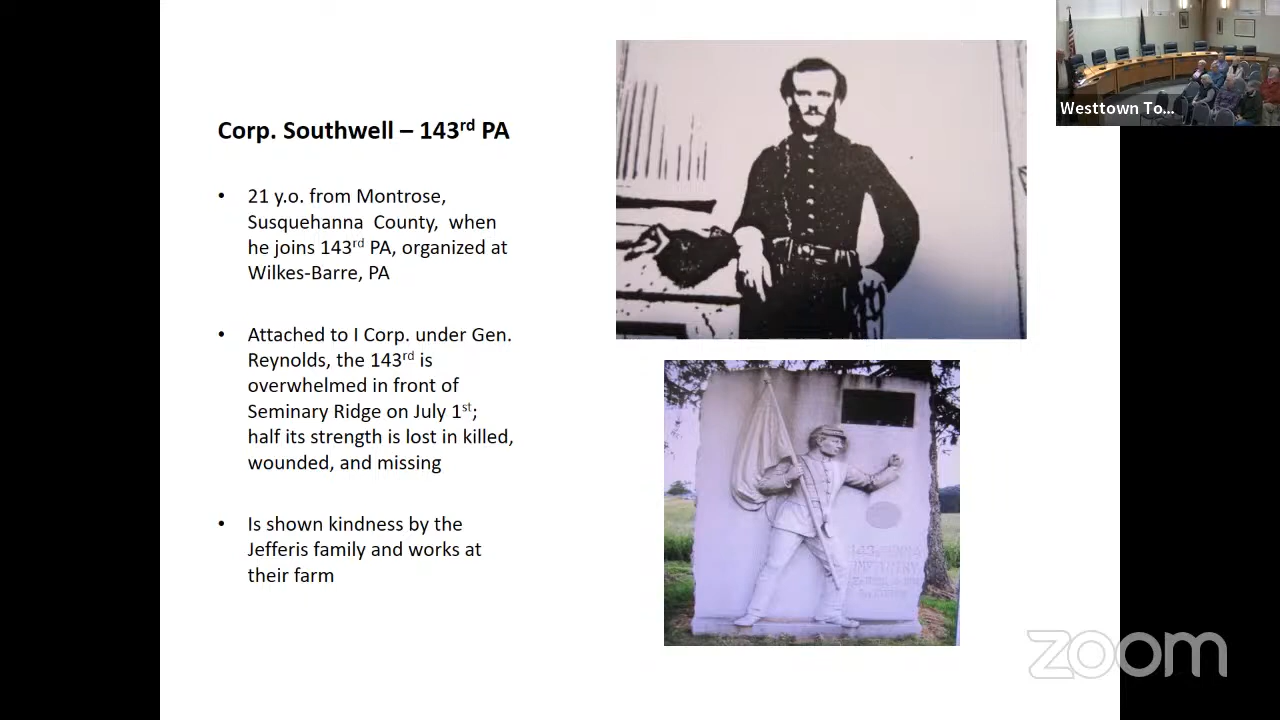 Corp. Southwell – 143rd PA
• 21 y.o. from Montrose,
Susquehanna County, when
he joins 143rd PA, organized at
Wilkes-Barre, PA
• Attached to I Corp. under Gen.
Reynolds, the 143rd is
overwhelmed in front of
Seminary Ridge on July 1st;
half its strength is lost in killed,
wounded, and missing
• Is shown kindness by the
Jefferis family and works at
their farm
Westtown To...
INFANTRY
zoom